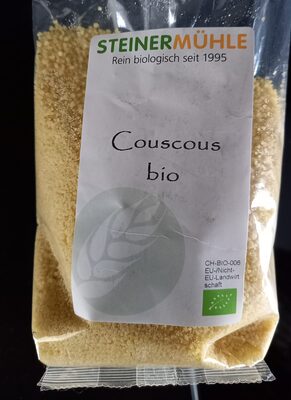 STEINERMÜHLE
Rein biologisch seit 1995
Couscous
bio
CH-BIO-006
EU-/Nicht-
EU-Landwirt
schaft